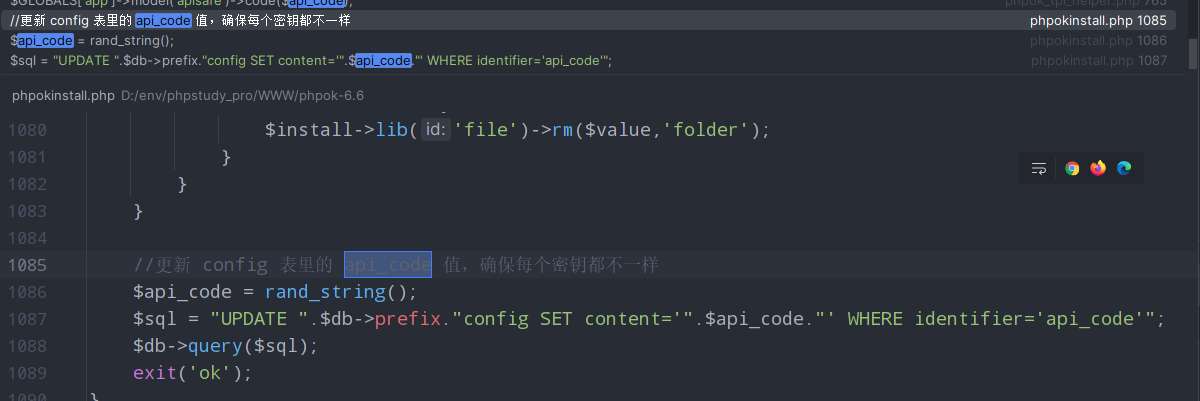 $GLOBALS['app']->model('apisafe')->code($api_code); phpok_tpl_helper.php 765
//更新 config 表里的 api_code 值，确保每个密钥都不一样 phpokinstall.php 1085
$api_code = rand_string(); phpokinstall.php 1086
$sql = "UPDATE ".$db->prefix."config SET content='".$api_code."' WHERE identifier='api_code'"; phpokinstall.php 1087
phpokinstall.php D:/env/phpstudy_pro/WWW/phpok-6.6
1080 $install->lib( id: 'file')->rm($value,'folder');
1081 }
1082 }
1083 }
1084
1085 //更新 config 表里的 api_code 值，确保每个密钥都不一样
1086 $api_code = rand_string();
1087 $sql = "UPDATE ".$db->prefix."config SET content='".$api_code."' WHERE identifier='api_code'";
1088 $db->query($sql);
1089 exit('ok');
1090 }